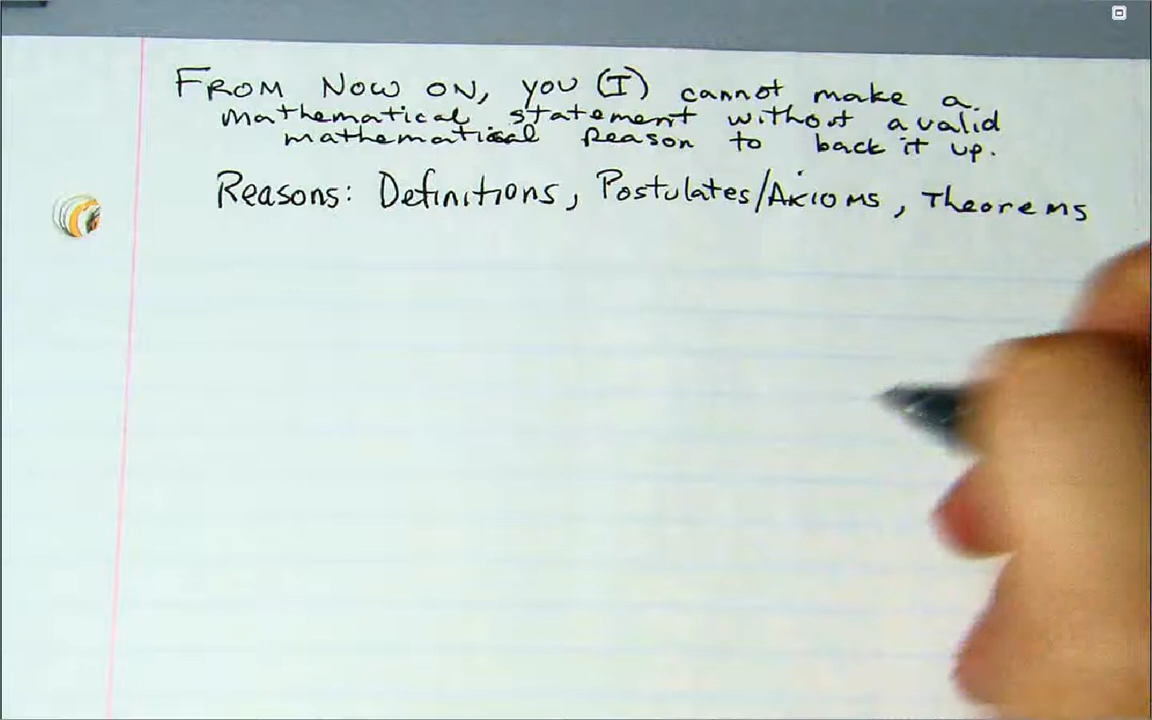 From Now on, you (I) cannot make a
mathematical statement without a valid
mathematical reason to back it up.
Reasons: Definitions, Postulates/Axioms, Theorems